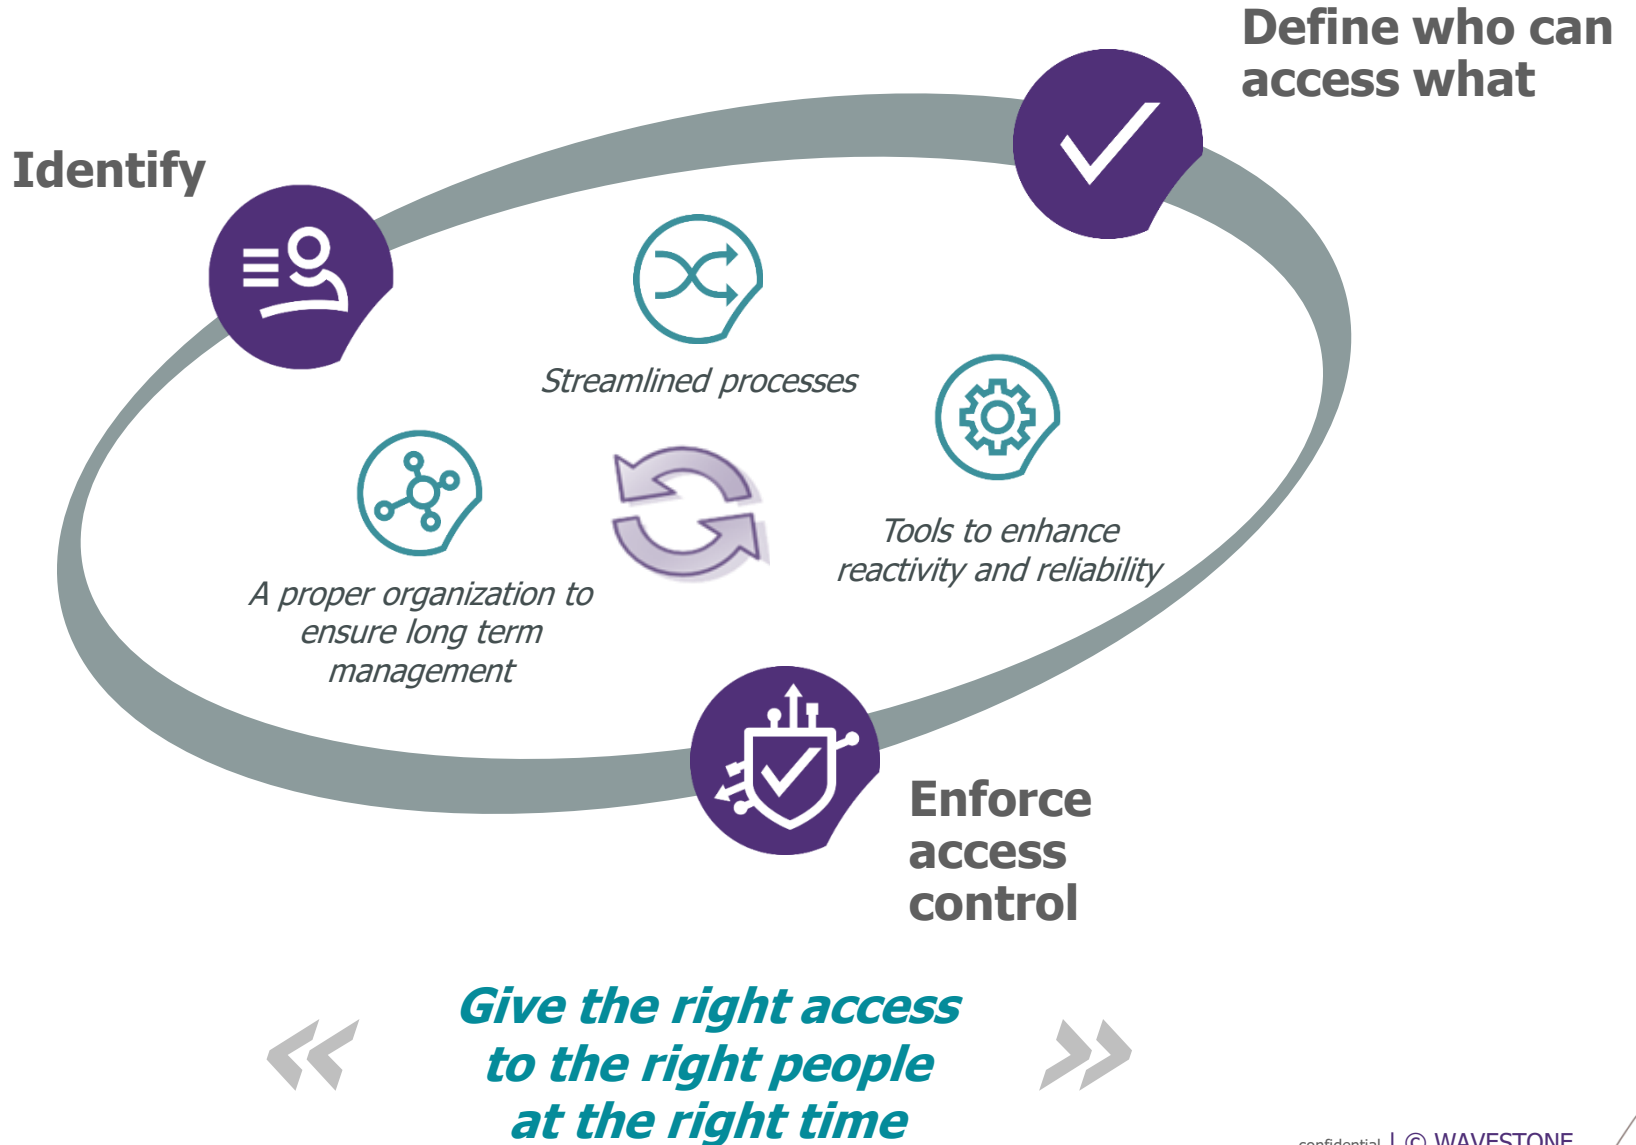 Define who can
access what
Identify
Streamlined processes
Tools to enhance
reactivity and reliability
A proper organization to
ensure long term
management
Enforce
access
control
« Give the right access
to the right people
at the right time »
confidential | © WAVESTONE